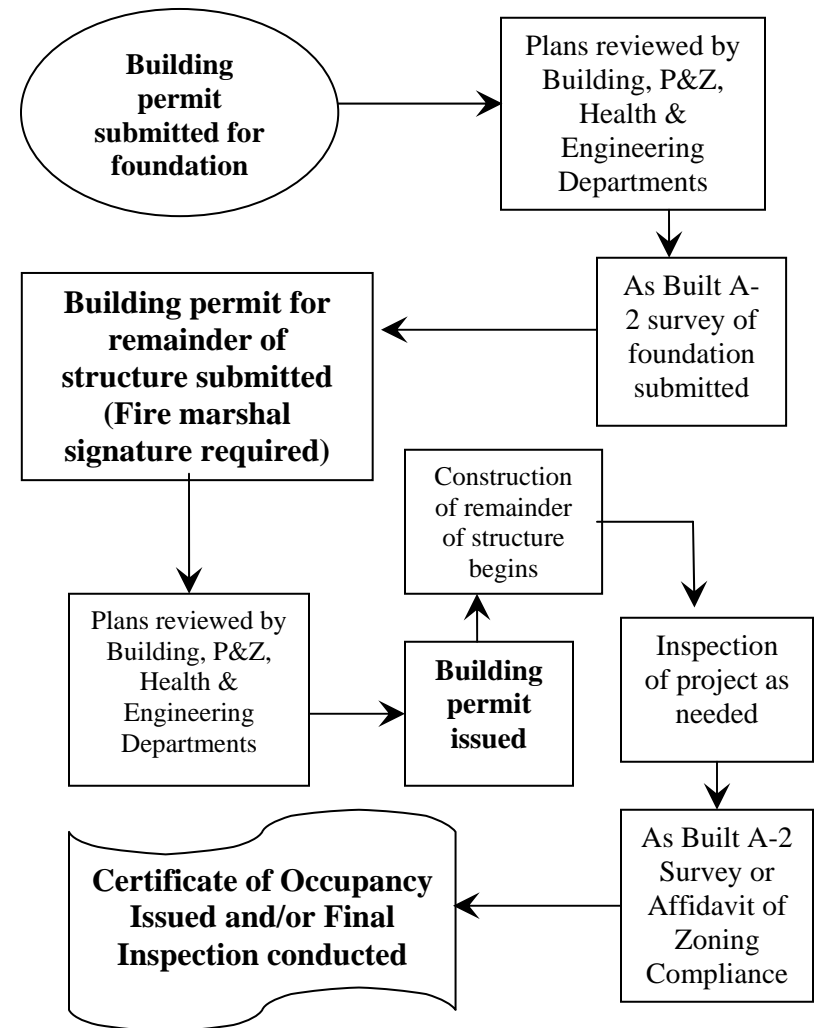 Building
permit
submitted for
foundation
Plans reviewed by
Building, P&Z,
Health &
Engineering
Departments
As Built A-
2 survey of
foundation
submitted
Building permit for
remainder of
structure submitted
(Fire marshal
signature required)
Plans reviewed by
Building, P&Z,
Health &
Engineering
Departments
Building
permit
issued
Construction
of remainder
of structure
begins
Inspection
of project as
needed
As Built A-2
Survey or
Affidavit of
Zoning
Compliance
Certificate of Occupancy
Issued and/or Final
Inspection conducted